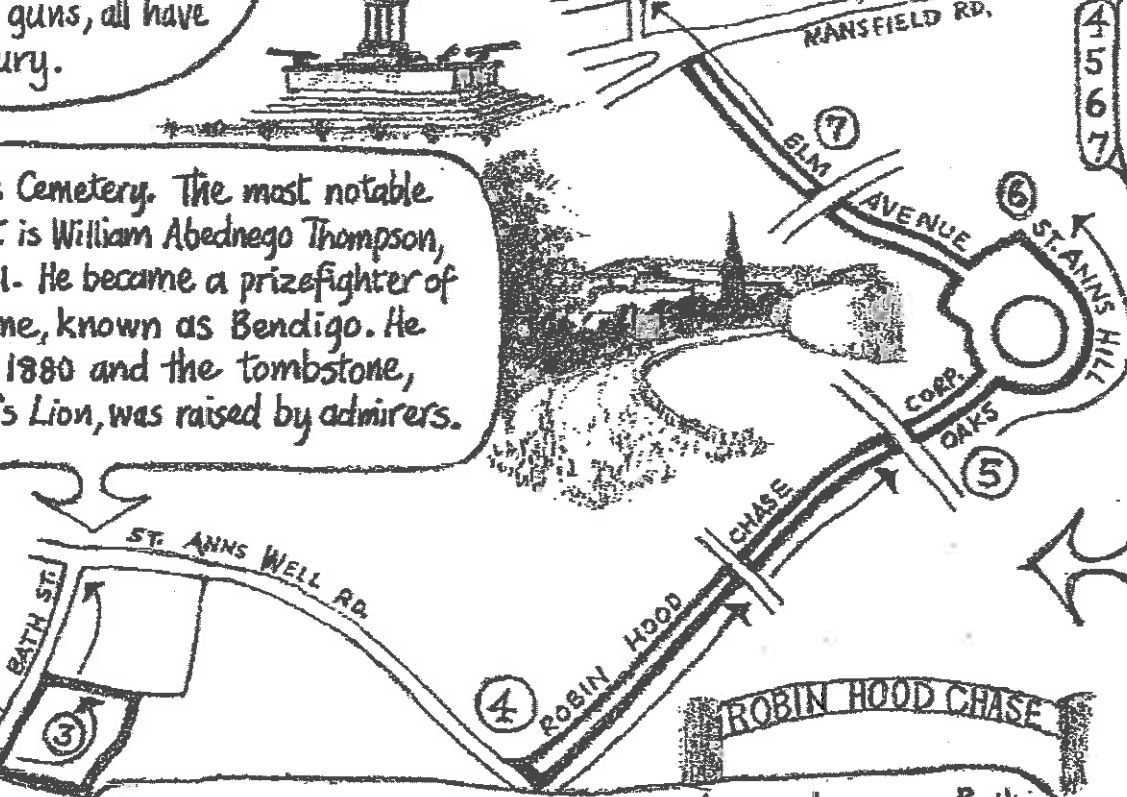 guns, all have
ury.
MANSFIELD RD.
4
5
6
7
7
ELM
AVENUE
6
ST. ANNS HILL
s Cemetery. The most notable
is William Abednego Thompson,
He became a prizefighter of
me, known as Bendigo. He
1880 and the tombstone,
's Lion, was raised by admirers.
CORP.
OAKS
5
ROBIN HOOD CHASE
4
ST. ANNS WELL RD.
BATH ST.
3
ROBIN HOOD CHASE